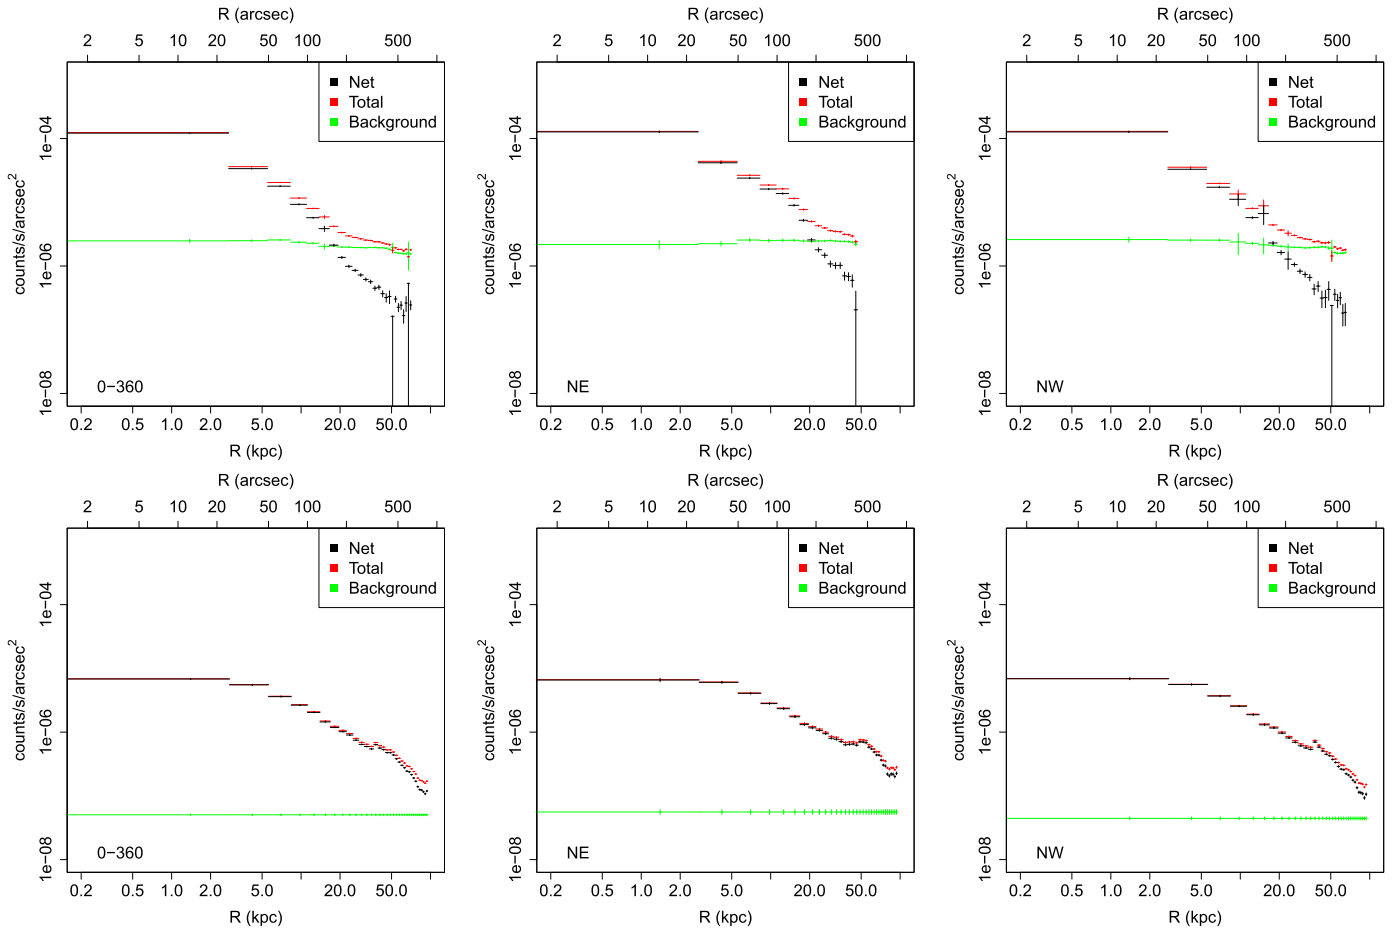 R (arcsec) R (arcsec) R (arcsec)
2 5 10 20 50 100 500 2 5 10 20 50 100 500 2 5 10 20 50 100 500
Net Net Net
Total Total Total
Background Background Background
counts/s/arcsec² counts/s/arcsec² counts/s/arcsec²
1e−04 1e−04 1e−04
1e−06 1e−06 1e−06
1e−08 1e−08 1e−08
0−360 NE NW
0.2 0.5 1.0 2.0 5.0 20.0 50.0 0.2 0.5 1.0 2.0 5.0 20.0 50.0 0.2 0.5 1.0 2.0 5.0 20.0 50.0
R (kpc) R (kpc) R (kpc)
R (arcsec) R (arcsec) R (arcsec)
2 5 10 20 50 100 500 2 5 10 20 50 100 500 2 5 10 20 50 100 500
Net Net Net
Total Total Total
Background Background Background
counts/s/arcsec² counts/s/arcsec² counts/s/arcsec²
1e−04 1e−04 1e−04
1e−06 1e−06 1e−06
1e−08 1e−08 1e−08
0−360 NE NW
0.2 0.5 1.0 2.0 5.0 20.0 50.0 0.2 0.5 1.0 2.0 5.0 20.0 50.0 0.2 0.5 1.0 2.0 5.0 20.0 50.0
R (kpc) R (kpc) R (kpc)